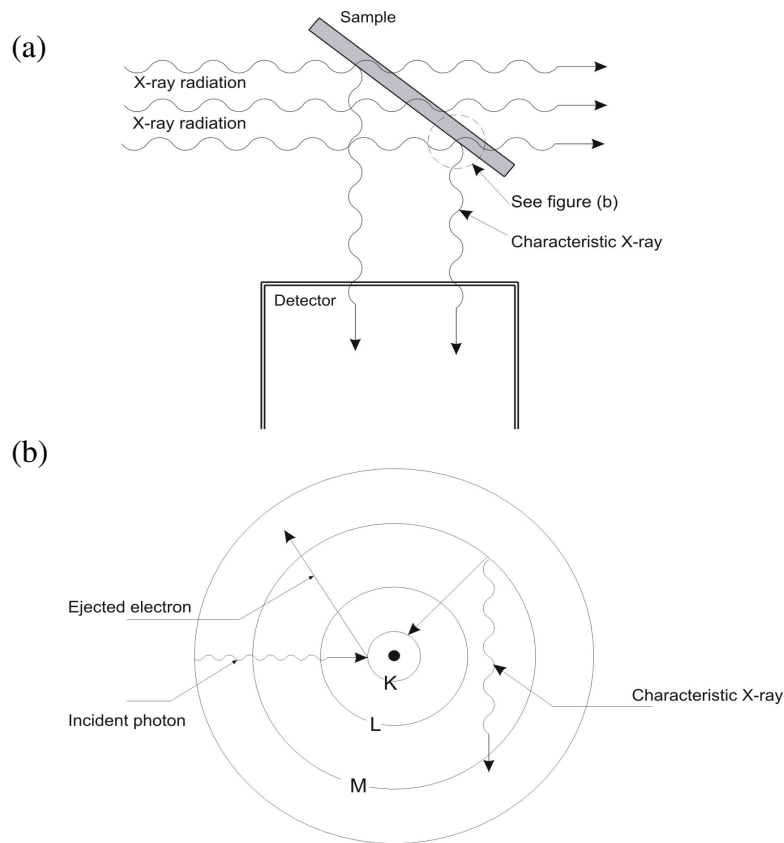 (a)
Sample
X-ray radiation
X-ray radiation
See figure (b)
Characteristic X-ray
Detector
(b)
Ejected electron
K
Characteristic X-ray
Incident photon
L
M